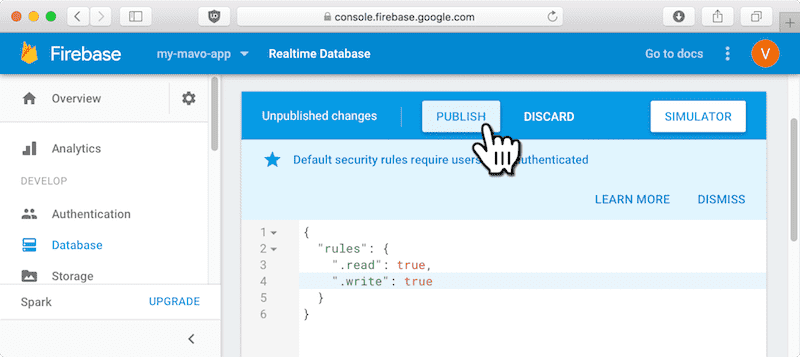 console.firebase.google.com
Firebase
my-mavo-app
Realtime Database
Go to docs
V
Overview
Analytics
DEVELOP
Authentication
Database
Storage
Spark
UPGRADE
Unpublished changes
PUBLISH
DISCARD
SIMULATOR
Default security rules require users authenticated
LEARN MORE
DISMISS
1 {
2 "rules": {
3 ".read": true,
4 ".write": true
5 }
6 }